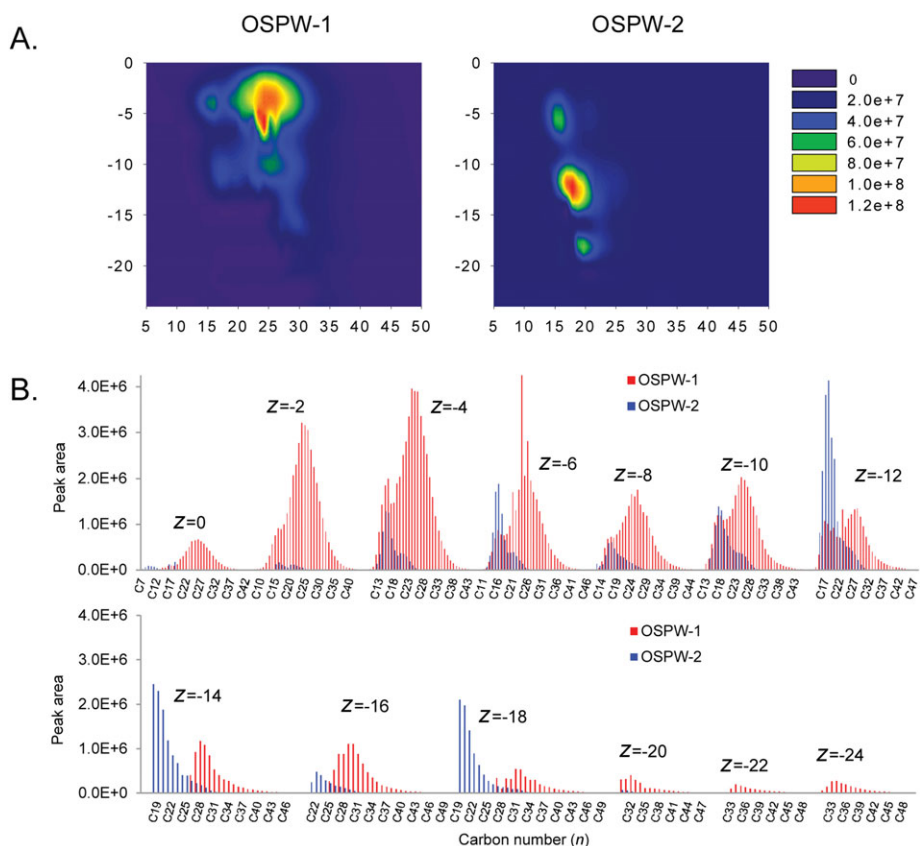 A.
OSPW-1
OSPW-2
0
-5
-10
-15
-20
5 10 15 20 25 30 35 40 45 50
0
-5
-10
-15
-20
5 10 15 20 25 30 35 40 45 50
0
2.0e+7
4.0e+7
6.0e+7
8.0e+7
1.0e+8
1.2e+8
B.
Peak area
4.0E+6
3.0E+6
2.0E+6
1.0E+6
0.0E+0
OSPW-1
OSPW-2
Z=0
Z=-2
Z=-4
Z=-6
Z=-8
Z=-10
Z=-12
C7 C12 C17 C22 C27 C32 C37 C42 C10 C15 C20 C25 C30 C35 C40 C13 C18 C23 C28 C33 C38 C43 C11 C16 C21 C26 C31 C36 C41 C46 C14 C19 C24 C29 C34 C39 C44 C13 C18 C23 C28 C33 C38 C43 C17 C22 C27 C32 C37 C42 C47
Peak area
4.0E+6
3.0E+6
2.0E+6
1.0E+6
0.0E+0
OSPW-1
OSPW-2
Z=-14
Z=-16
Z=-18
Z=-20
Z=-22
Z=-24
C19 C22 C25 C28 C31 C34 C37 C40 C43 C46 C22 C25 C28 C31 C34 C37 C40 C43 C46 C49 C19 C22 C25 C28 C31 C34 C37 C40 C43 C46 C49 C32 C35 C38 C41 C44 C47 C33 C36 C39 C42 C45 C48 C33 C36 C39 C42 C45 C48
Carbon number (n)